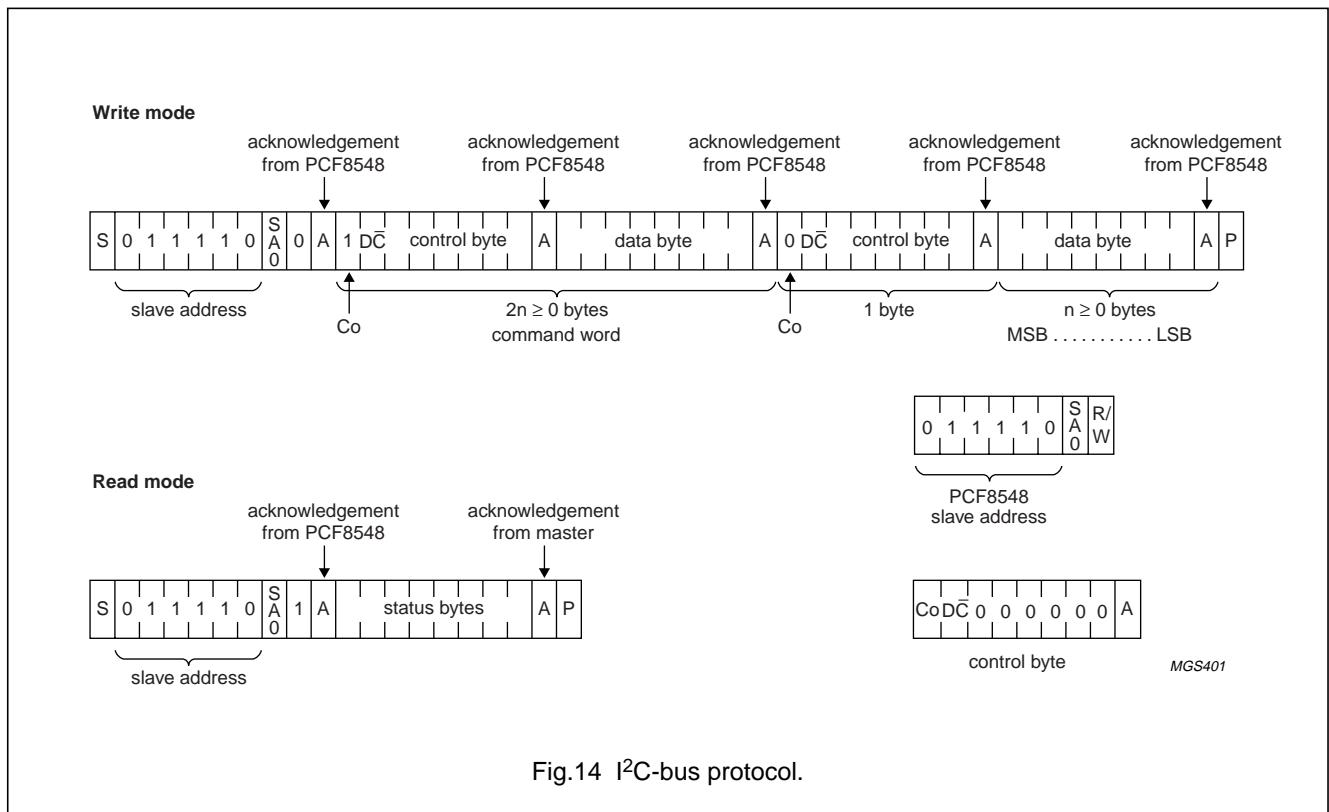 Write mode
acknowledgement from PCF8548
acknowledgement from PCF8548
acknowledgement from PCF8548
acknowledgement from PCF8548
acknowledgement from PCF8548
S 0 1 1 1 1 0 SA0 0 A 1 DC̅ control byte A data byte A 0 DC̅ control byte A data byte A P
slave address
Co
2n ≥ 0 bytes
command word
Co
1 byte
n ≥ 0 bytes
MSB . . . . . . . . . . . LSB
0 1 1 1 1 0 SA0 R/W
PCF8548
slave address
Read mode
acknowledgement from PCF8548
acknowledgement from master
S 0 1 1 1 1 0 SA0 1 A status bytes A P
slave address
Co DC̅ 0 0 0 0 0 0 A
control byte
MGS401
Fig.14 I²C-bus protocol.